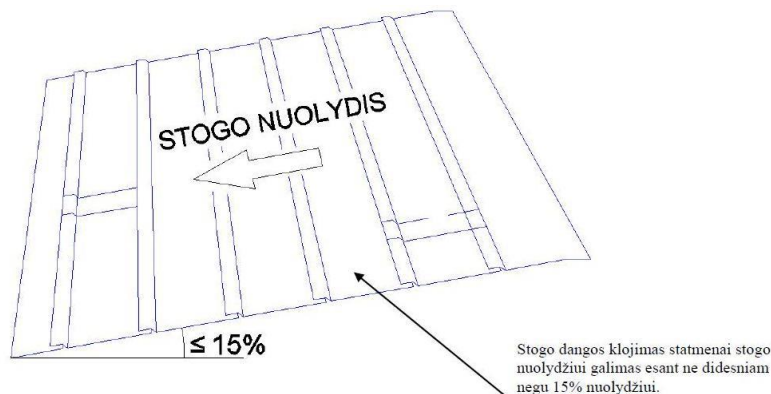 STOGO NUOLYDIS
≤ 15%
Stogo dangos klojimas statmenai stogo
nuolydžiui galimas esant ne didesniam
negu 15% nuolydžiui.